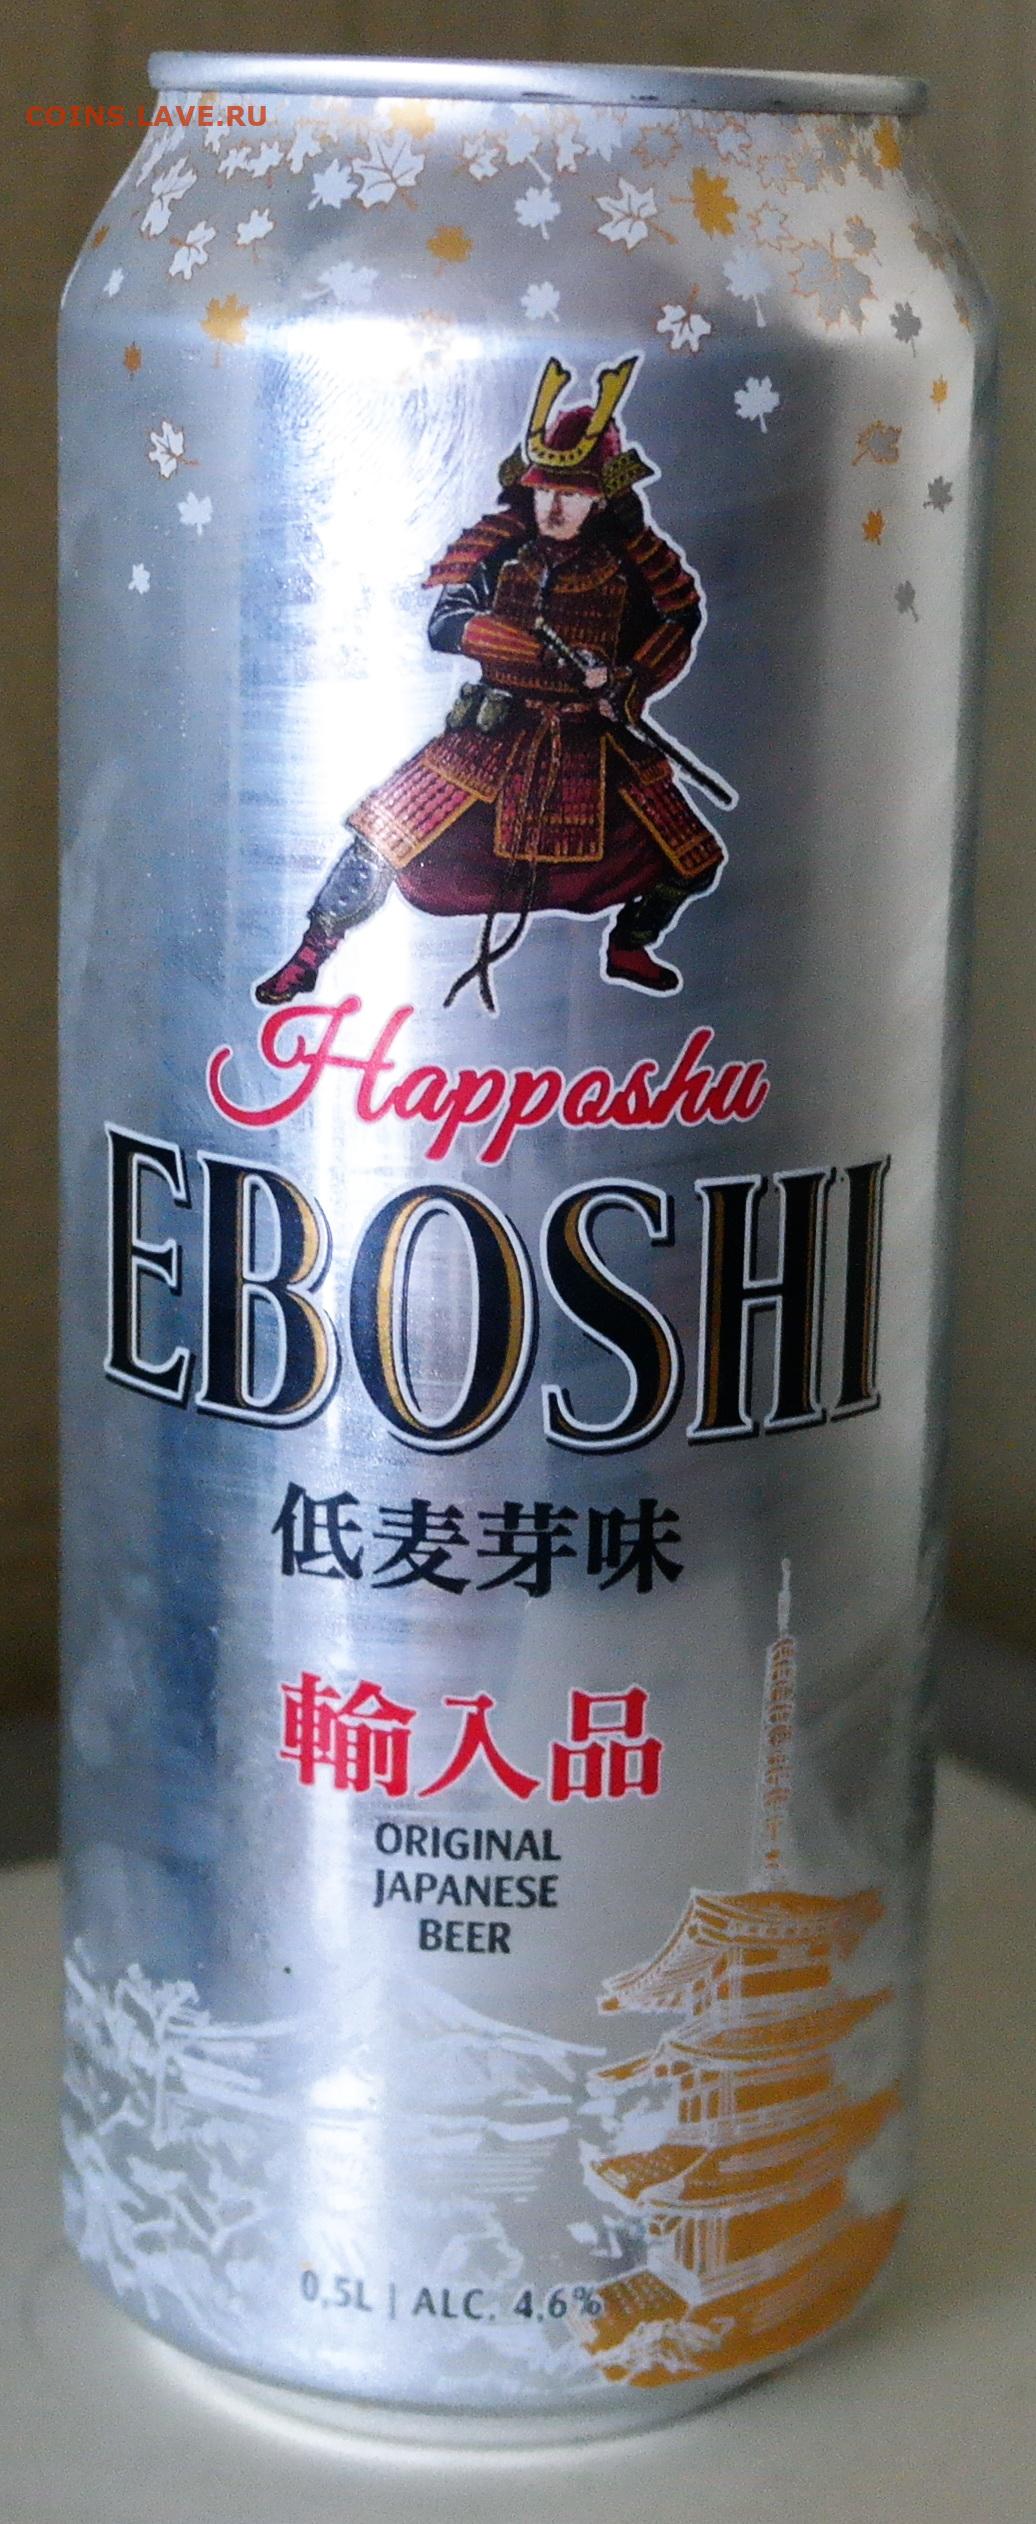 COINS.LAVE.RU
Happoshu
EBOSHI
低麦芽味
輸入品
ORIGINAL
JAPANESE
BEER
0,5L | ALC. 4,6%